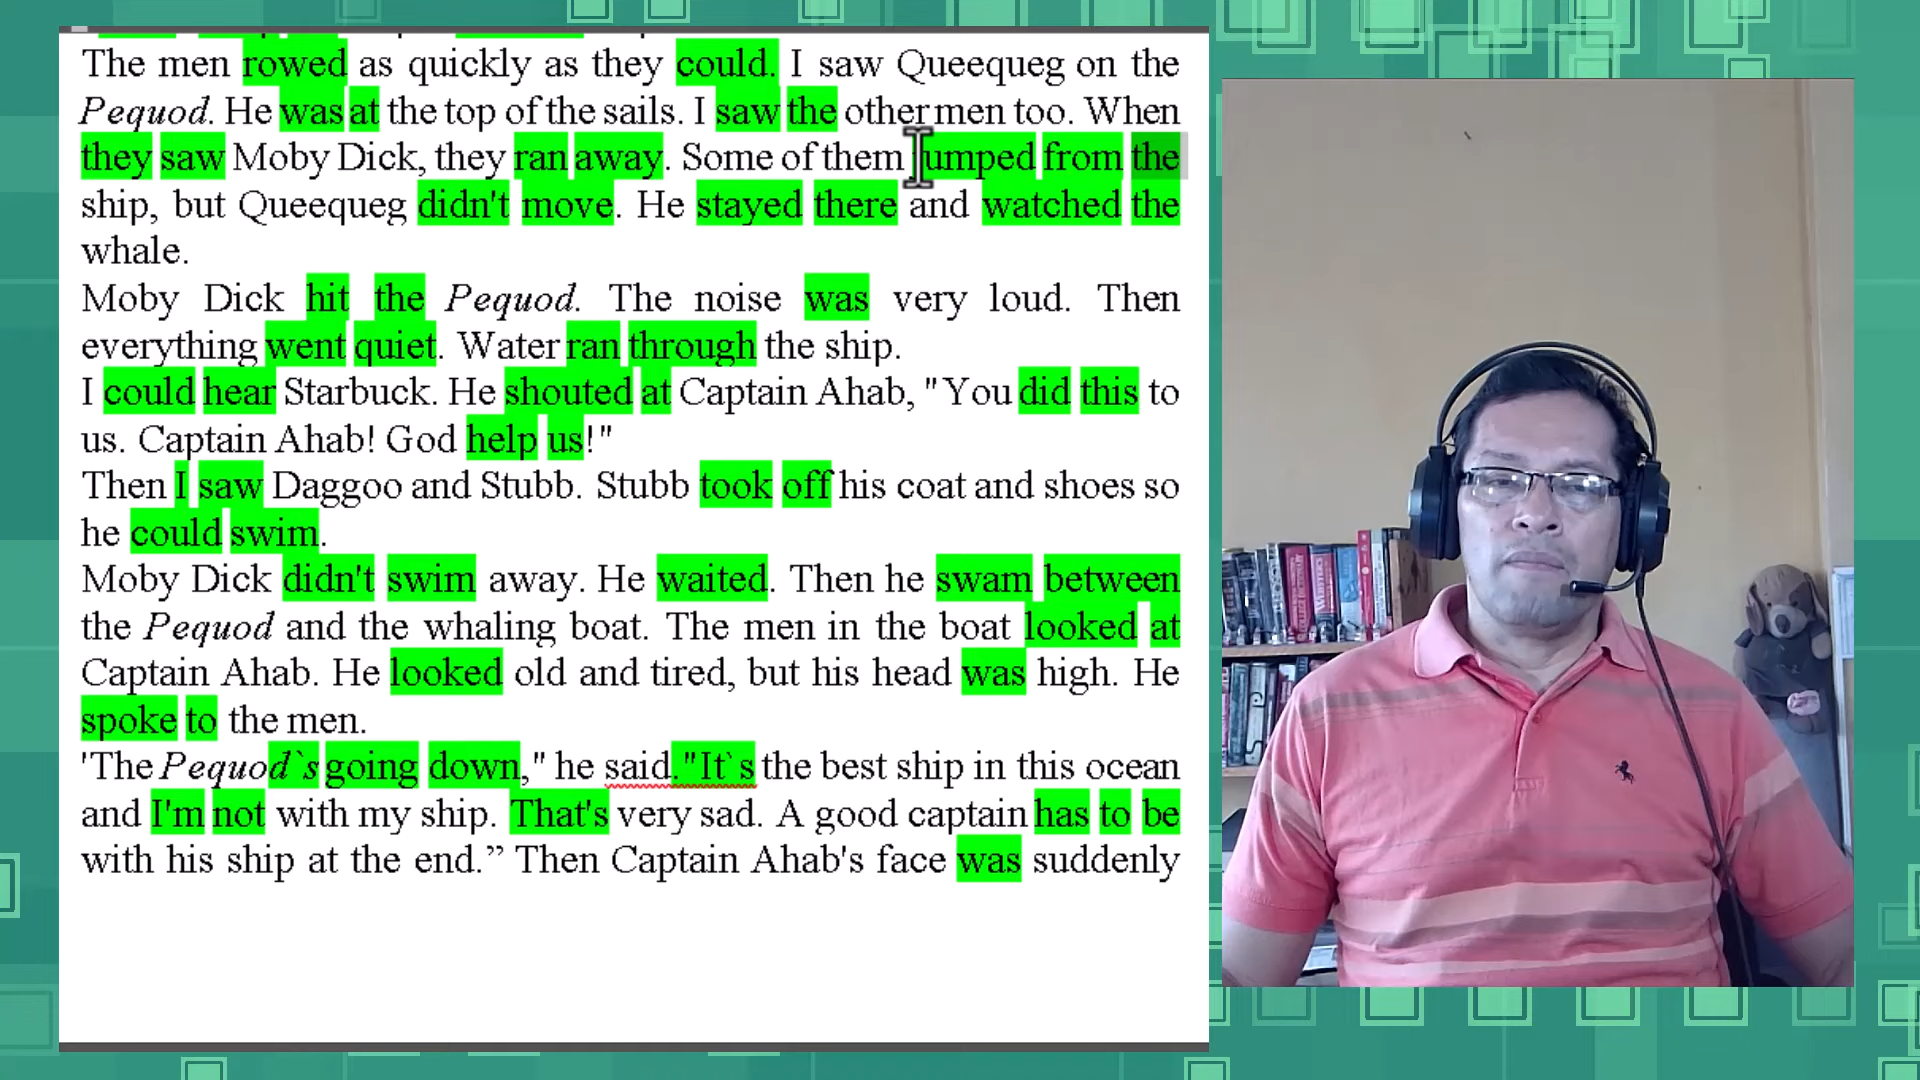 The men rowed as quickly as they could. I saw Queequeg on the
Pequod. He was at the top of the sails. I saw the other men too. When
they saw Moby Dick, they ran away. Some of them jumped from the
ship, but Queequeg didn't move. He stayed there and watched the
whale.
Moby Dick hit the Pequod. The noise was very loud. Then
everything went quiet. Water ran through the ship.
I could hear Starbuck. He shouted at Captain Ahab, "You did this to
us. Captain Ahab! God help us!"
Then I saw Daggoo and Stubb. Stubb took off his coat and shoes so
he could swim.
Moby Dick didn't swim away. He waited. Then he swam between
the Pequod and the whaling boat. The men in the boat looked at
Captain Ahab. He looked old and tired, but his head was high. He
spoke to the men.
'The Pequod`s going down," he said."It`s the best ship in this ocean
and I'm not with my ship. That's very sad. A good captain has to be
with his ship at the end.” Then Captain Ahab's face was suddenly